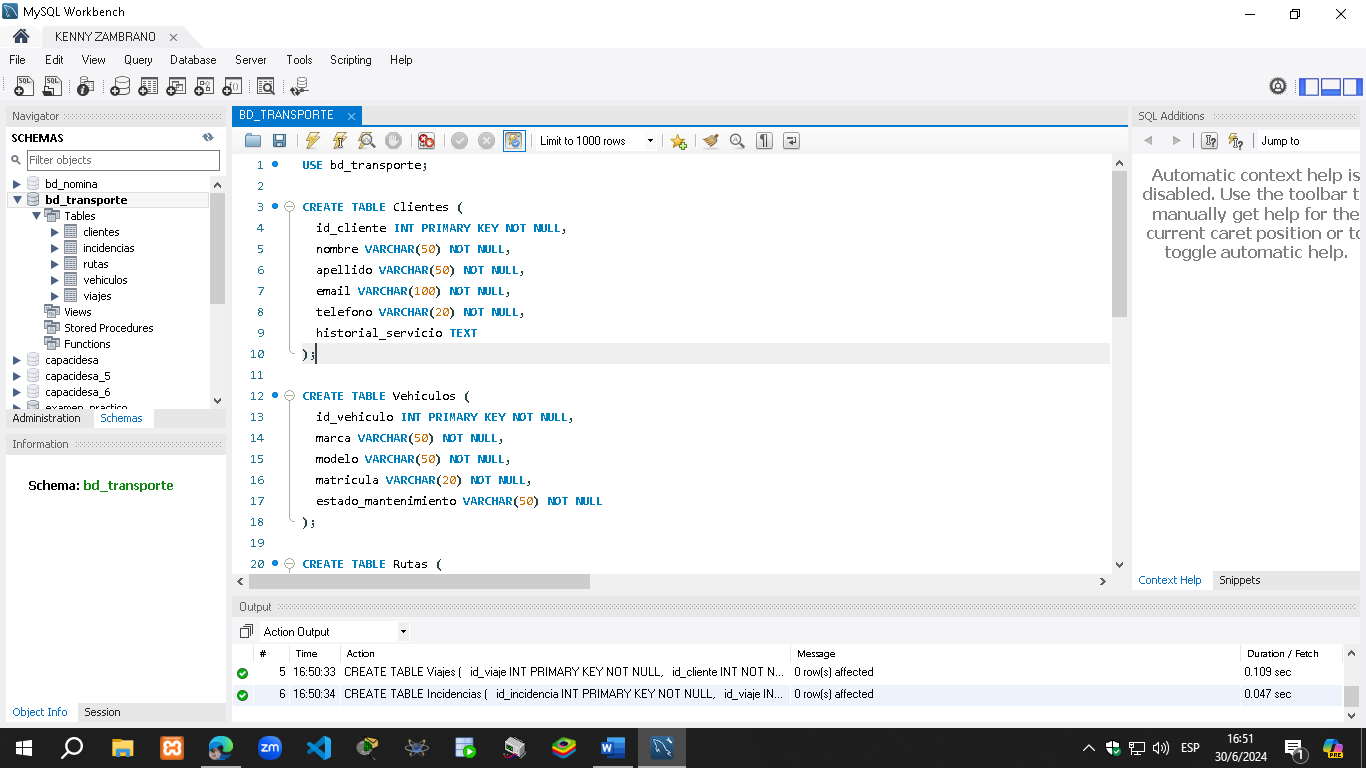 MySQL Workbench
KENNY ZAMBRANO
File Edit View Query Database Server Tools Scripting Help
Navigator
SCHEMAS
Filter objects
bd_nomina
bd_transporte
Tables
clientes
incidencias
rutas
vehiculos
viajes
Views
Stored Procedures
Functions
capacidesa
capacidesa_5
capacidesa_6
examen_practico
Administration Schemas
Information
Schema: bd_transporte
Object Info Session
BD_TRANSPORTE
Limit to 1000 rows
1 USE bd_transporte;
2
3 CREATE TABLE Clientes (
4 id_cliente INT PRIMARY KEY NOT NULL,
5 nombre VARCHAR(50) NOT NULL,
6 apellido VARCHAR(50) NOT NULL,
7 email VARCHAR(100) NOT NULL,
8 telefono VARCHAR(20) NOT NULL,
9 historial_servicio TEXT
10 );
11
12 CREATE TABLE Vehiculos (
13 id_vehiculo INT PRIMARY KEY NOT NULL,
14 marca VARCHAR(50) NOT NULL,
15 modelo VARCHAR(50) NOT NULL,
16 matricula VARCHAR(20) NOT NULL,
17 estado_mantenimiento VARCHAR(50) NOT NULL
18 );
19
20 CREATE TABLE Rutas (
SQL Additions
Jump to
Automatic context help is
disabled. Use the toolbar t
manually get help for the
current caret position or to
toggle automatic help.
Context Help Snippets
Output
Action Output
# Time Action Message Duration / Fetch
5 16:50:33 CREATE TABLE Viajes ( id_viaje INT PRIMARY KEY NOT NULL, id_cliente INT NOT N... 0 row(s) affected 0.109 sec
6 16:50:34 CREATE TABLE Incidencias ( id_incidencia INT PRIMARY KEY NOT NULL, id_viaje IN... 0 row(s) affected 0.047 sec
zm
ESP
16:51
30/6/2024
1
PRE